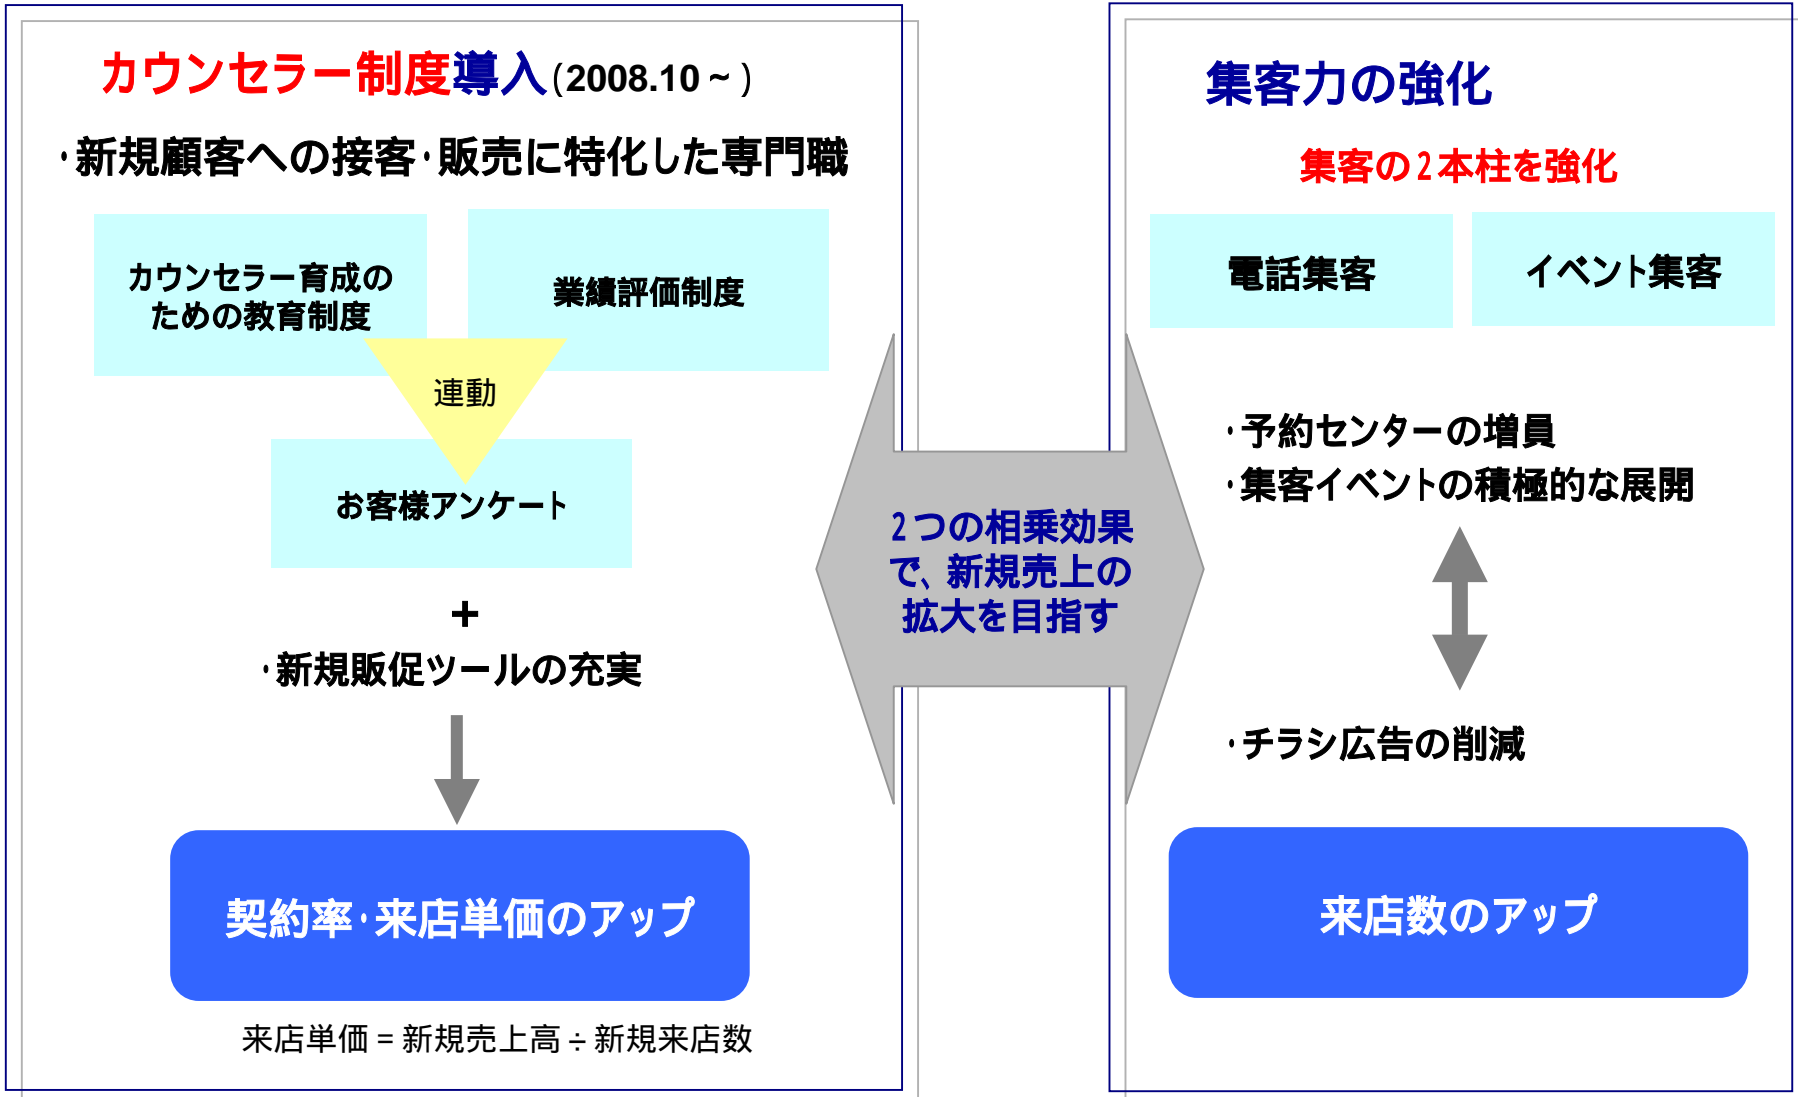 カウンセラー制度導入(2008.10~)
・新規顧客への接客・販売に特化した専門職
カウンセラー育成の
ための教育制度
業績評価制度
連動
お客様アンケート
+
・新規販促ツールの充実
契約率・来店単価のアップ
来店単価=新規売上高÷新規来店数
2つの相乗効果
で、新規売上の
拡大を目指す
集客力の強化
集客の2本柱を強化
電話集客
イベント集客
・予約センターの増員
・集客イベントの積極的な展開
・チラシ広告の削減
来店数のアップ